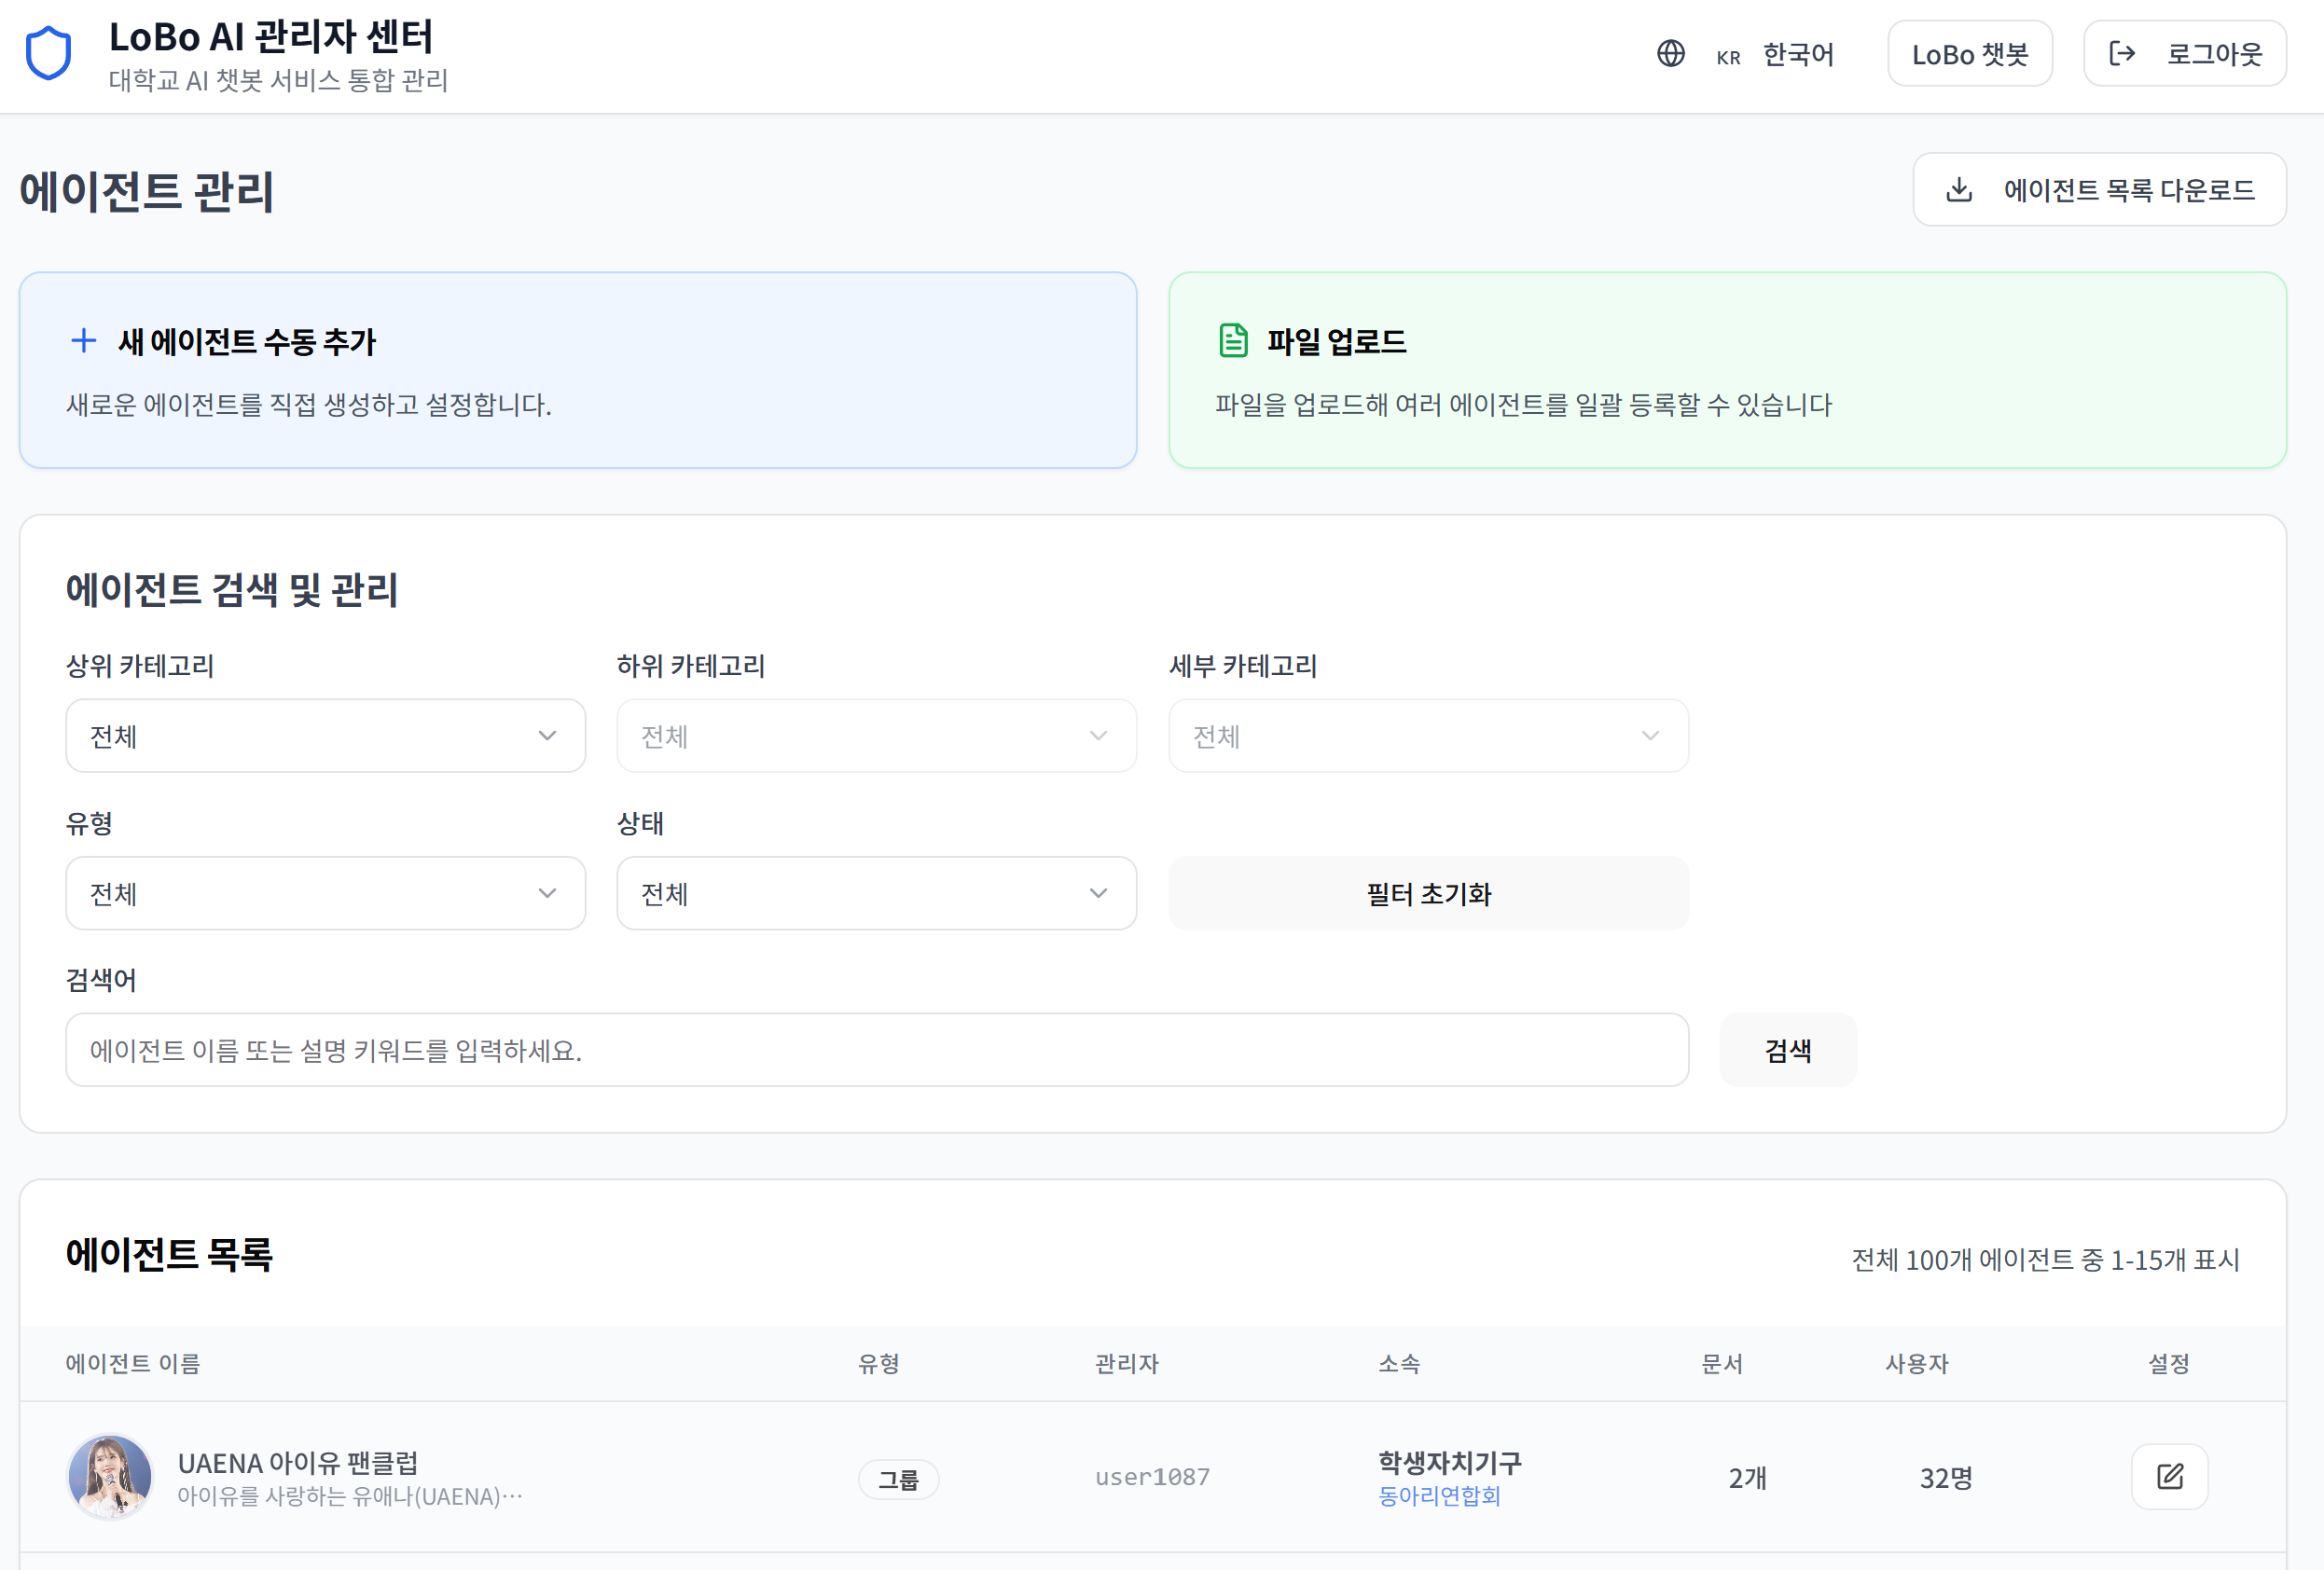 LoBo AI 관리자 센터
대학교 AI 챗봇 서비스 통합 관리
KR 한국어
LoBo 챗봇
로그아웃
에이전트 관리
에이전트 목록 다운로드
새 에이전트 수동 추가
새로운 에이전트를 직접 생성하고 설정합니다.
파일 업로드
파일을 업로드해 여러 에이전트를 일괄 등록할 수 있습니다
에이전트 검색 및 관리
상위 카테고리 하위 카테고리 세부 카테고리
전체 전체 전체
유형 상태
전체 전체 필터 초기화
검색어
에이전트 이름 또는 설명 키워드를 입력하세요. 검색
에이전트 목록
전체 100개 에이전트 중 1-15개 표시
에이전트 이름 유형 관리자 소속 문서 사용자 설정
UAENA 아이유 팬클럽
아이유를 사랑하는 유애나(UAENA)…
그룹
user1087
학생자치기구
동아리연합회
2개
32명